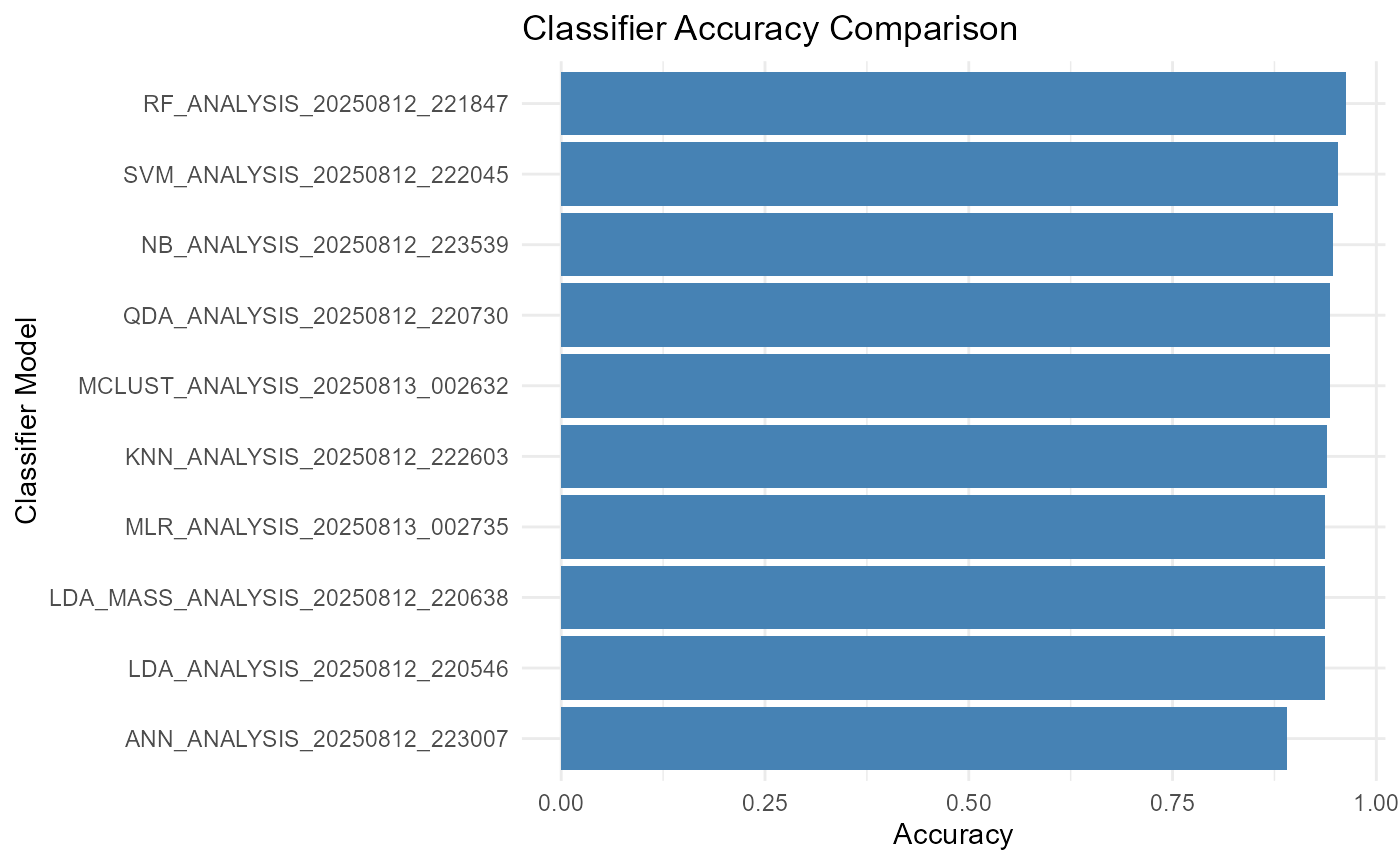 Classifier Accuracy Comparison
Classifier Model
RF_ANALYSIS_20250812_221847
SVM_ANALYSIS_20250812_222045
NB_ANALYSIS_20250812_223539
QDA_ANALYSIS_20250812_220730
MCLUST_ANALYSIS_20250813_002632
KNN_ANALYSIS_20250812_222603
MLR_ANALYSIS_20250813_002735
LDA_MASS_ANALYSIS_20250812_220638
LDA_ANALYSIS_20250812_220546
ANN_ANALYSIS_20250812_223007
0.00 0.25 0.50 0.75 1.00
Accuracy